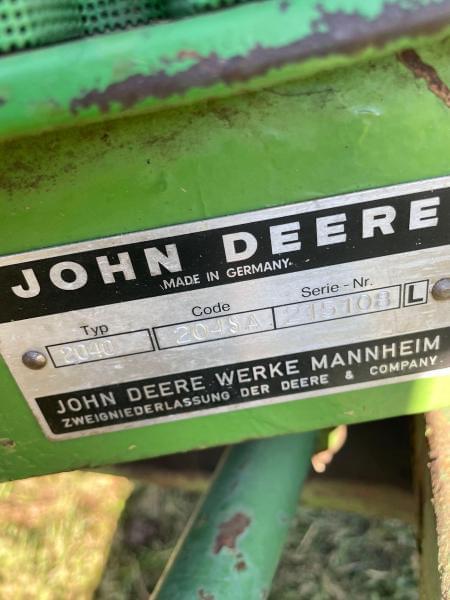 JOHN DEERE
MADE IN GERMANY
Typ Code Serie - Nr.
2040 204SA 245408 L
JOHN DEERE WERKE MANNHEIM
ZWEIGNIEDERLASSUNG DER DEERE & COMPANY